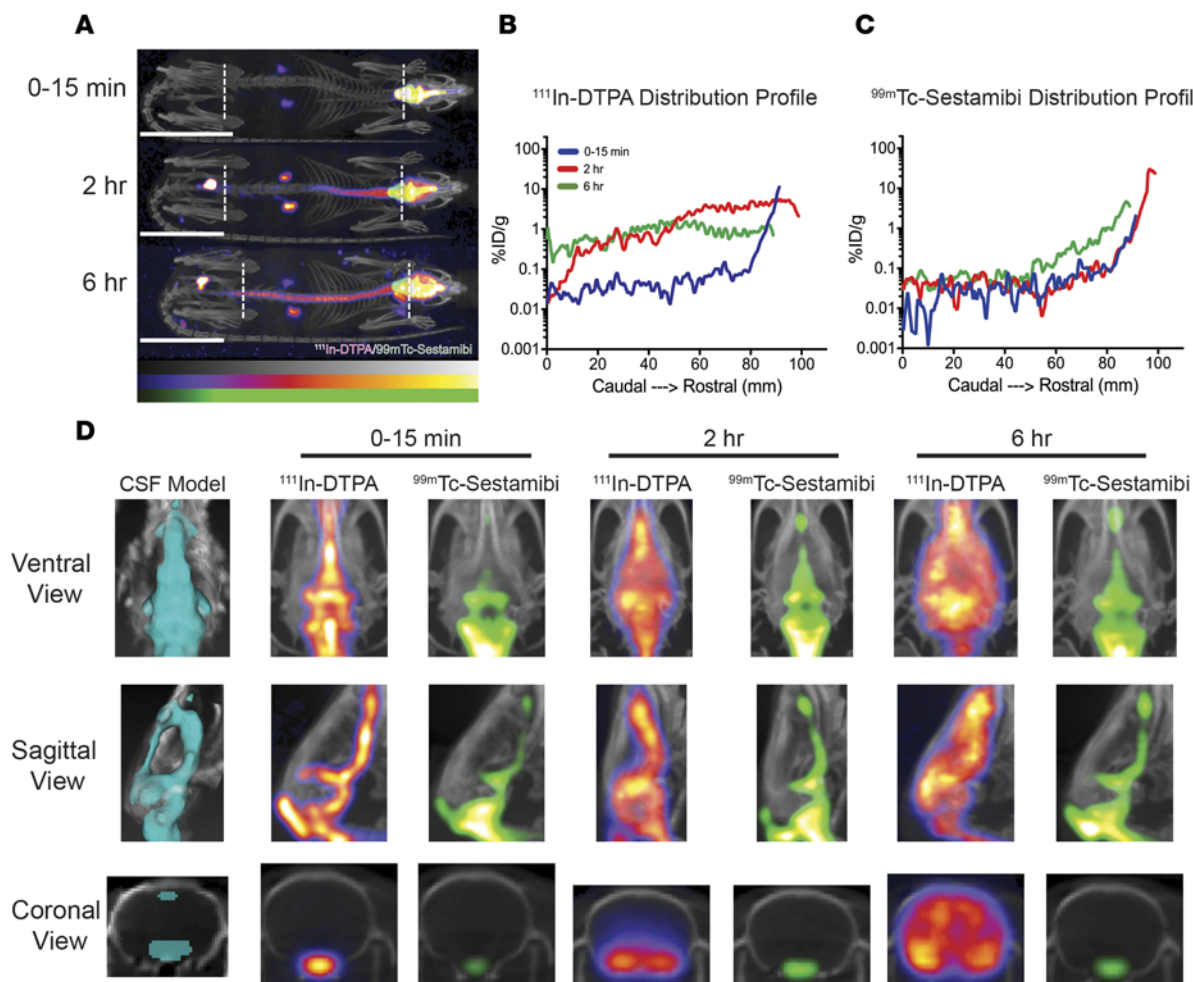 A
0-15 min
2 hr
6 hr
¹¹¹In-DTPA/99mTc-Sestamibi
B
¹¹¹In-DTPA Distribution Profile
%ID/g
100
10
1
0.1
0.01
0.001
0-15 min
2 hr
6 hr
0 20 40 60 80 100
Caudal ---> Rostral (mm)
C
⁹⁹ᵐTc-Sestamibi Distribution Profil
%ID/g
100
10
1
0.1
0.01
0.001
0 20 40 60 80 100
Caudal ---> Rostral (mm)
D
0-15 min 2 hr 6 hr
CSF Model ¹¹¹In-DTPA ⁹⁹ᵐTc-Sestamibi ¹¹¹In-DTPA ⁹⁹ᵐTc-Sestamibi ¹¹¹In-DTPA ⁹⁹ᵐTc-Sestamibi
Ventral
View
Sagittal
View
Coronal
View